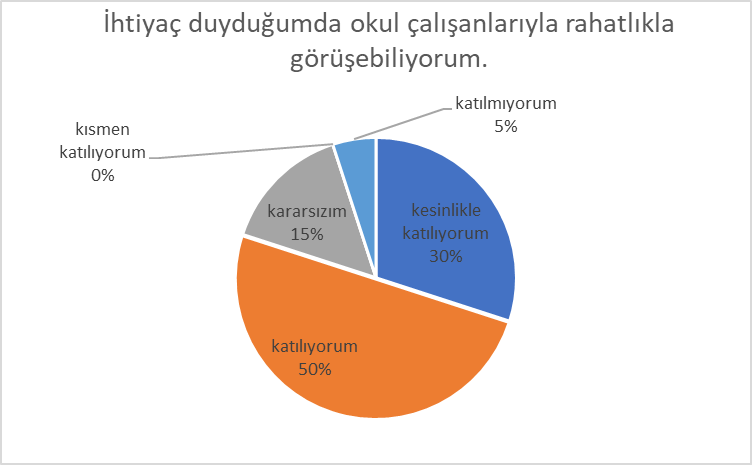 İhtiyaç duyduğumda okul çalışanlarıyla rahatlıkla
görüşebiliyorum.
katılmıyorum
5%
kısmen
katılıyorum
0%
kararsızım
15%
kesinlikle
katılıyorum
30%
katılıyorum
50%